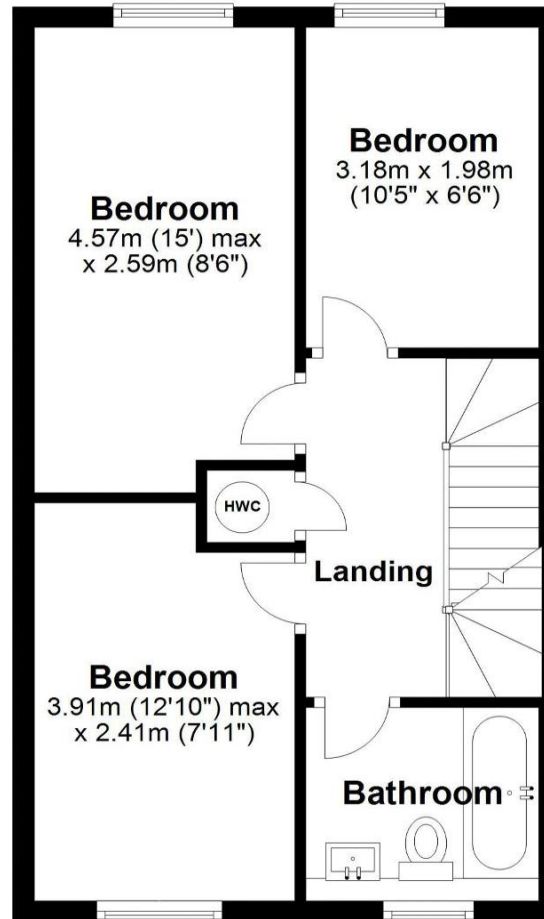 Bedroom
3.18m x 1.98m
(10'5" x 6'6")
Bedroom
4.57m (15') max
x 2.59m (8'6")
HWC
Landing
Bedroom
3.91m (12'10") max
x 2.41m (7'11")
Bathroom